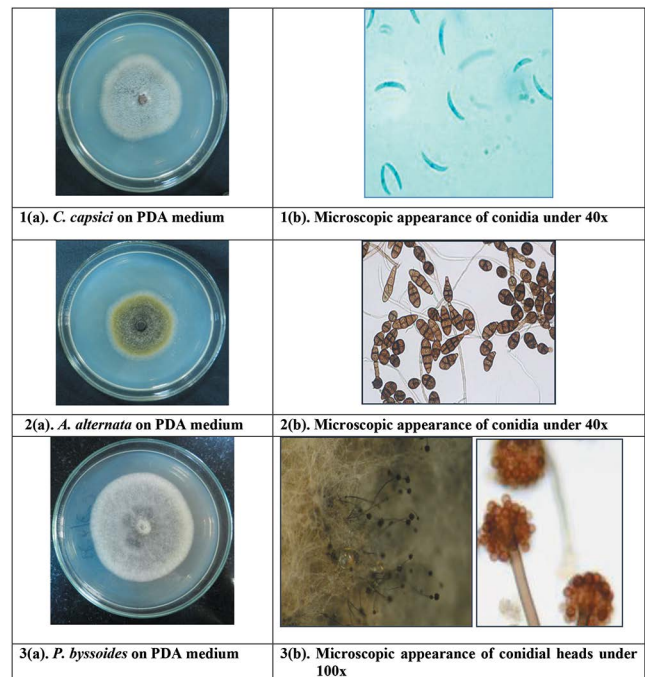 1(a). C. capsici on PDA medium
1(b). Microscopic appearance of conidia under 40x
2(a). A. alternata on PDA medium
2(b). Microscopic appearance of conidia under 40x
3(a). P. byssoides on PDA medium
3(b). Microscopic appearance of conidial heads under
100x